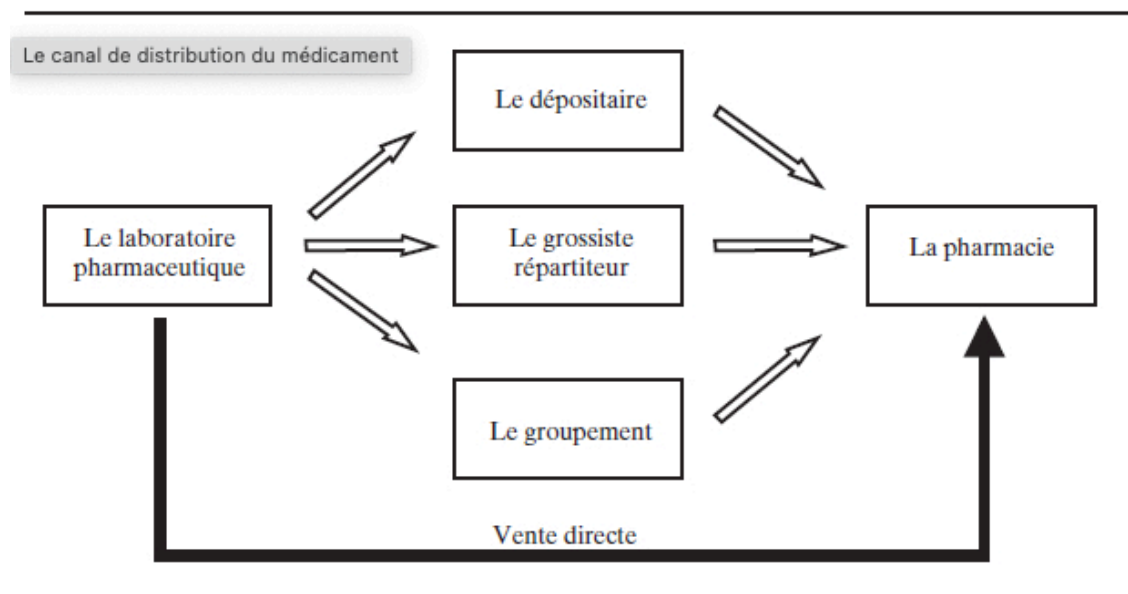 Le canal de distribution du médicament
Le dépositaire
Le laboratoire
pharmaceutique
Le grossiste
répartiteur
La pharmacie
Le groupement
Vente directe